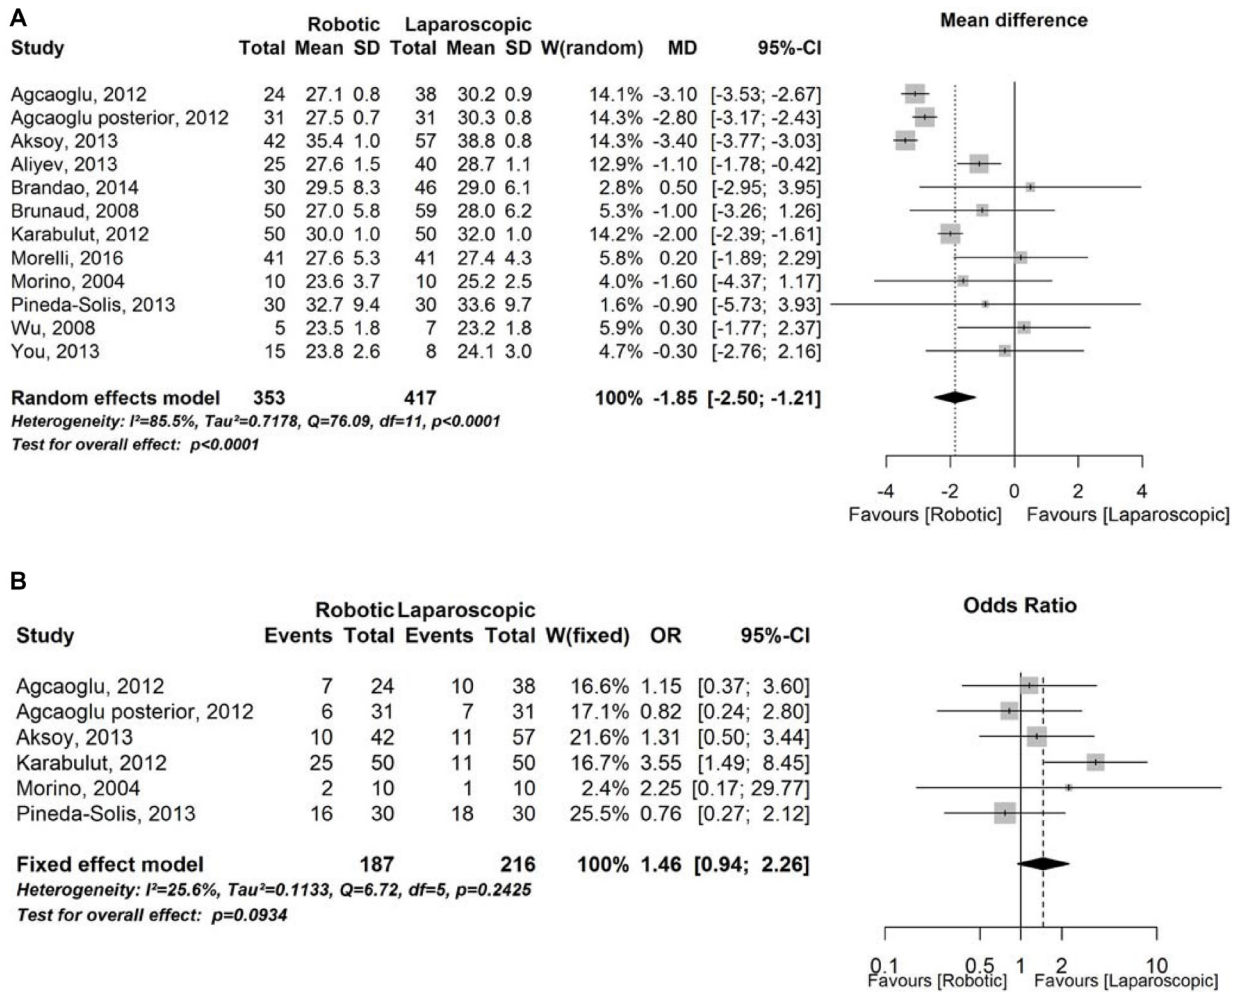 A
Robotic Laparoscopic Mean difference
Study Total Mean SD Total Mean SD W(random) MD 95%-CI
Agcaoglu, 2012 24 27.1 0.8 38 30.2 0.9 14.1% -3.10 [-3.53; -2.67]
Agcaoglu posterior, 2012 31 27.5 0.7 31 30.3 0.8 14.3% -2.80 [-3.17; -2.43]
Aksoy, 2013 42 35.4 1.0 57 38.8 0.8 14.3% -3.40 [-3.77; -3.03]
Aliyev, 2013 25 27.6 1.5 40 28.7 1.1 12.9% -1.10 [-1.78; -0.42]
Brandao, 2014 30 29.5 8.3 46 29.0 6.1 2.8% 0.50 [-2.95; 3.95]
Brunaud, 2008 50 27.0 5.8 59 28.0 6.2 5.3% -1.00 [-3.26; 1.26]
Karabulut, 2012 50 30.0 1.0 50 32.0 1.0 14.2% -2.00 [-2.39; -1.61]
Morelli, 2016 41 27.6 5.3 41 27.4 4.3 5.8% 0.20 [-1.89; 2.29]
Morino, 2004 10 23.6 3.7 10 25.2 2.5 4.0% -1.60 [-4.37; 1.17]
Pineda-Solis, 2013 30 32.7 9.4 30 33.6 9.7 1.6% -0.90 [-5.73; 3.93]
Wu, 2008 5 23.5 1.8 7 23.2 1.8 5.9% 0.30 [-1.77; 2.37]
You, 2013 15 23.8 2.6 8 24.1 3.0 4.7% -0.30 [-2.76; 2.16]
Random effects model 353 417 100% -1.85 [-2.50; -1.21]
Heterogeneity: I²=85.5%, Tau²=0.7178, Q=76.09, df=11, p<0.0001
Test for overall effect: p<0.0001
-4 -2 0 2 4
Favours [Robotic] Favours [Laparoscopic]
B
Robotic Laparoscopic Odds Ratio
Study Events Total Events Total W(fixed) OR 95%-CI
Agcaoglu, 2012 7 24 10 38 16.6% 1.15 [0.37; 3.60]
Agcaoglu posterior, 2012 6 31 7 31 17.1% 0.82 [0.24; 2.80]
Aksoy, 2013 10 42 11 57 21.6% 1.31 [0.50; 3.44]
Karabulut, 2012 25 50 11 50 16.7% 3.55 [1.49; 8.45]
Morino, 2004 2 10 1 10 2.4% 2.25 [0.17; 29.77]
Pineda-Solis, 2013 16 30 18 30 25.5% 0.76 [0.27; 2.12]
Fixed effect model 187 216 100% 1.46 [0.94; 2.26]
Heterogeneity: I²=25.6%, Tau²=0.1133, Q=6.72, df=5, p=0.2425
Test for overall effect: p=0.0934
0.1 0.5 1 2 10
Favours [Robotic] Favours [Laparoscopic]